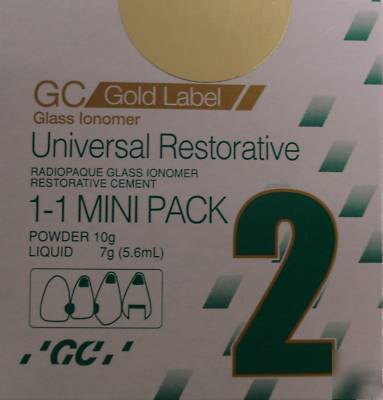 GC Gold Label
Glass Ionomer
Universal Restorative
RADIOPAQUE GLASS IONOMER
RESTORATIVE CEMENT
1-1 MINI PACK
POWDER 10g
LIQUID 7g (5.6mL)
2
'GC'